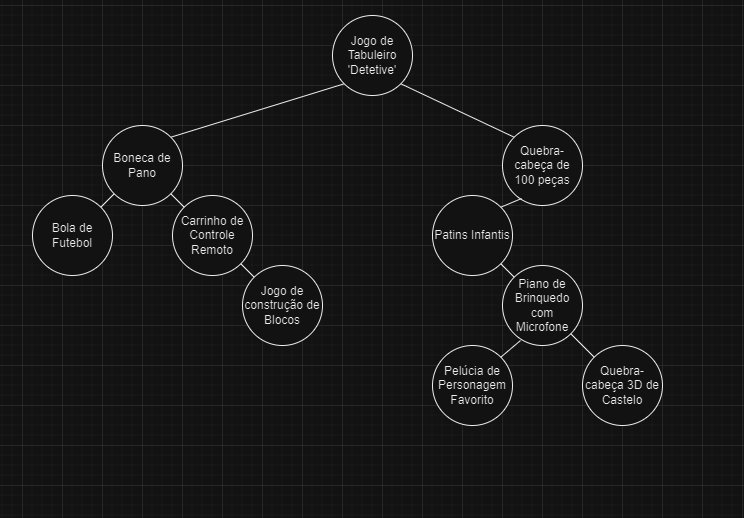 Jogo de
Tabuleiro
'Detetive'
Boneca de
Pano
Quebra-
cabeça de
100 peças
Bola de
Futebol
Carrinho de
Controle
Remoto
Patins Infantis
Jogo de
construção de
Blocos
Piano de
Brinquedo
com
Microfone
Pelúcia de
Personagem
Favorito
Quebra-
cabeça 3D de
Castelo